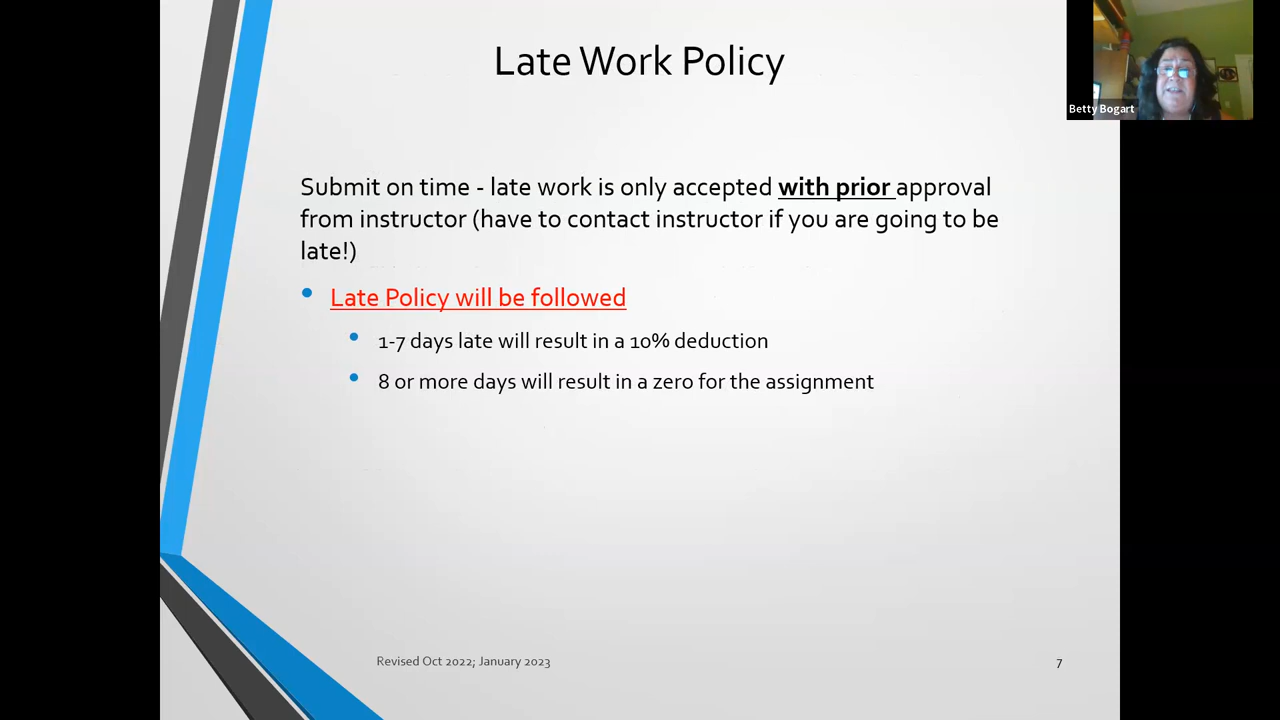 Late Work Policy
Betty Bogart
Submit on time - late work is only accepted with prior approval
from instructor (have to contact instructor if you are going to be
late!)
Late Policy will be followed
1-7 days late will result in a 10% deduction
8 or more days will result in a zero for the assignment
Revised Oct 2022; January 2023
7